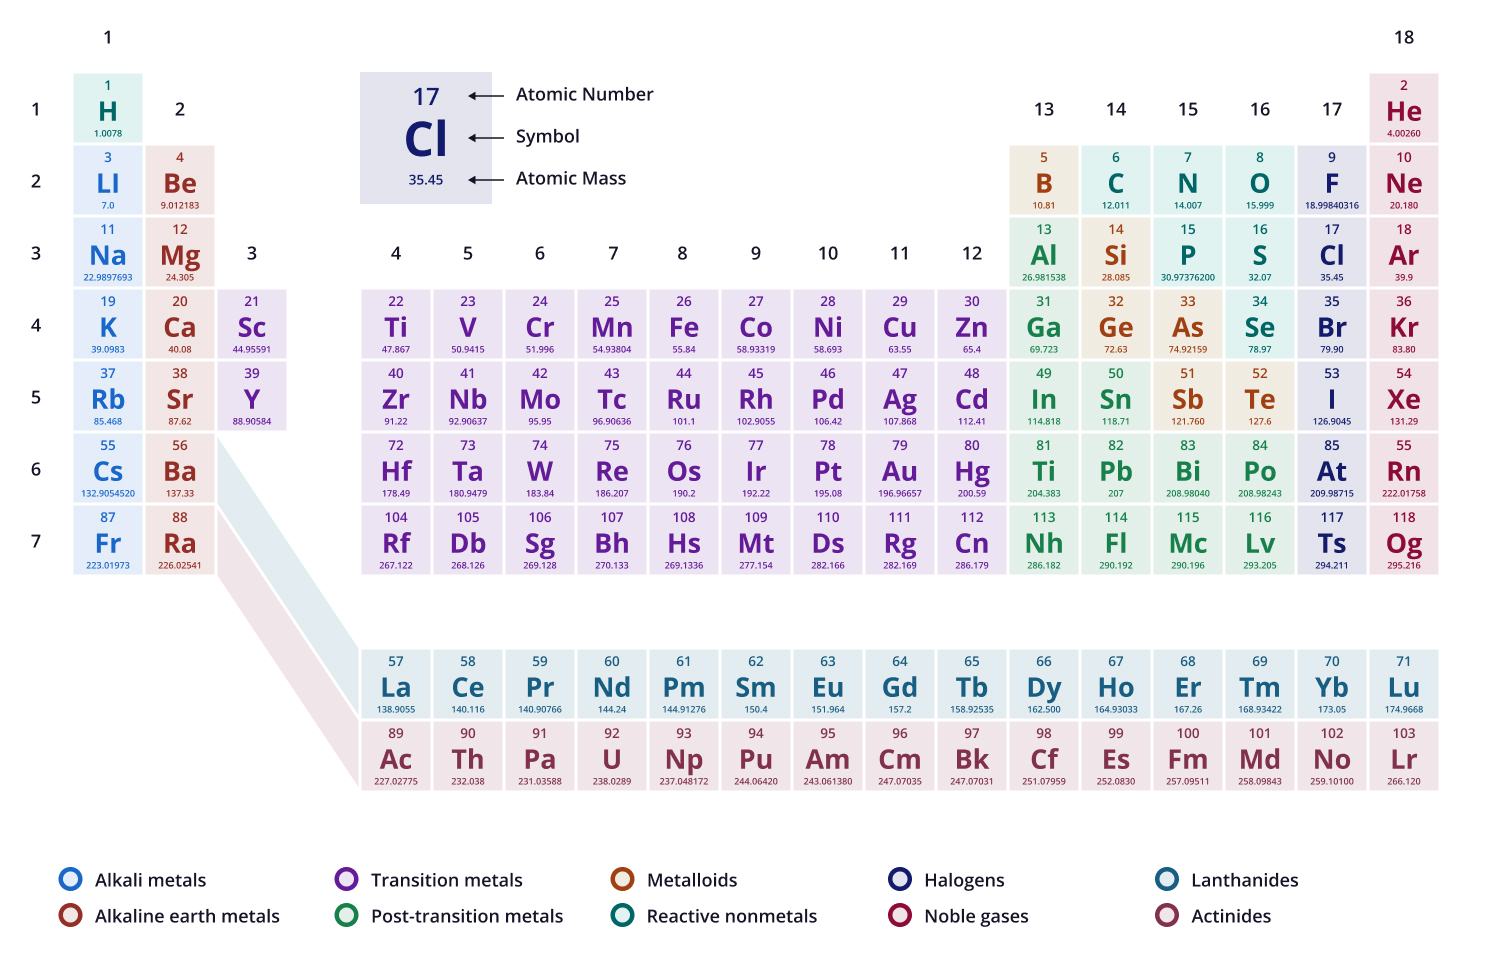 1 18
1 2
1 H 1.0078
17 Atomic Number
Cl Symbol
35.45 Atomic Mass
13 14 15 16 17
2 He 4.00260
2
3 4 5 6 7 8 9 10
LI Be B C N O F Ne
7.0 9.012183 10.81 12.011 14.007 15.999 18.99840316 20.180
3 3 4 5 6 7 8 9 10 11 12
11 12 13 14 15 16 17 18
Na Mg Al Si P S Cl Ar
22.9897693 24.305 26.981538 28.085 30.97376200 32.07 35.45 39.9
4
19 20 21 22 23 24 25 26 27 28 29 30 31 32 33 34 35 36
K Ca Sc Ti V Cr Mn Fe Co Ni Cu Zn Ga Ge As Se Br Kr
39.0983 40.08 44.95591 47.867 50.9415 51.996 54.93804 55.84 58.93319 58.693 63.55 65.4 69.723 72.63 74.92159 78.97 79.90 83.80
5
37 38 39 40 41 42 43 44 45 46 47 48 49 50 51 52 53 54
Rb Sr Y Zr Nb Mo Tc Ru Rh Pd Ag Cd In Sn Sb Te I Xe
85.468 87.62 88.90584 91.22 92.90637 95.95 96.90636 101.1 102.9055 106.42 107.868 112.41 114.818 118.71 121.760 127.6 126.9045 131.29
6
55 56 72 73 74 75 76 77 78 79 80 81 82 83 84 85 55
Cs Ba Hf Ta W Re Os Ir Pt Au Hg Ti Pb Bi Po At Rn
132.9054520 137.33 178.49 180.9479 183.84 186.207 190.2 192.22 195.08 196.96657 200.59 204.383 207 208.98040 208.98243 209.98715 222.01758
7
87 88 104 105 106 107 108 109 110 111 112 113 114 115 116 117 118
Fr Ra Rf Db Sg Bh Hs Mt Ds Rg Cn Nh Fl Mc Lv Ts Og
223.01973 226.02541 267.122 268.126 269.128 270.133 269.1336 277.154 282.166 282.169 286.179 286.182 290.192 290.196 293.205 294.211 295.216
57 58 59 60 61 62 63 64 65 66 67 68 69 70 71
La Ce Pr Nd Pm Sm Eu Gd Tb Dy Ho Er Tm Yb Lu
138.9055 140.116 140.90766 144.24 144.91276 150.4 151.964 157.2 158.92535 162.500 164.93033 167.26 168.93422 173.05 174.9668
89 90 91 92 93 94 95 96 97 98 99 100 101 102 103
Ac Th Pa U Np Pu Am Cm Bk Cf Es Fm Md No Lr
227.02775 232.038 231.03588 238.0289 237.048172 244.06420 243.061380 247.07035 247.07031 251.07959 252.0830 257.09511 258.09843 259.10100 266.120
Alkali metals Transition metals Metalloids Halogens Lanthanides
Alkaline earth metals Post-transition metals Reactive nonmetals Noble gases Actinides